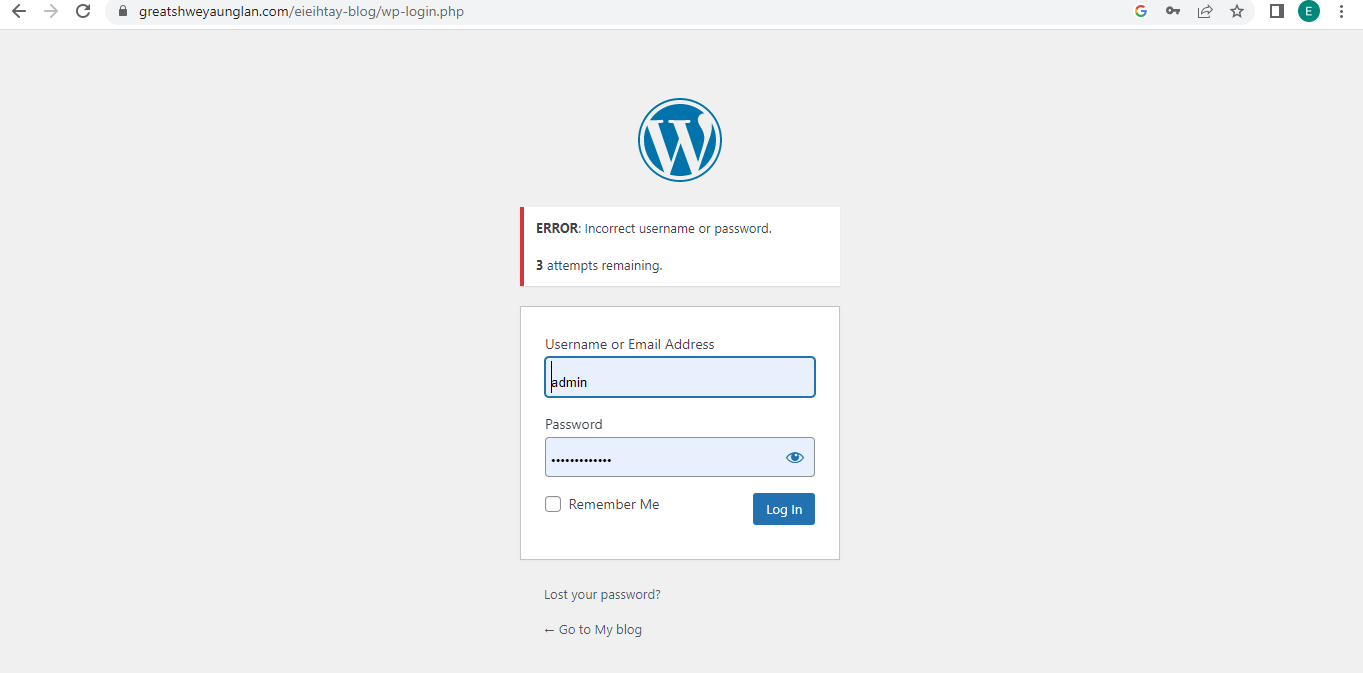 greatshweyaunglan.com/eieihtay-blog/wp-login.php
E
ERROR: Incorrect username or password.
3 attempts remaining.
Username or Email Address
admin
Password
•••••••••••••
Remember Me
Log In
Lost your password?
← Go to My blog